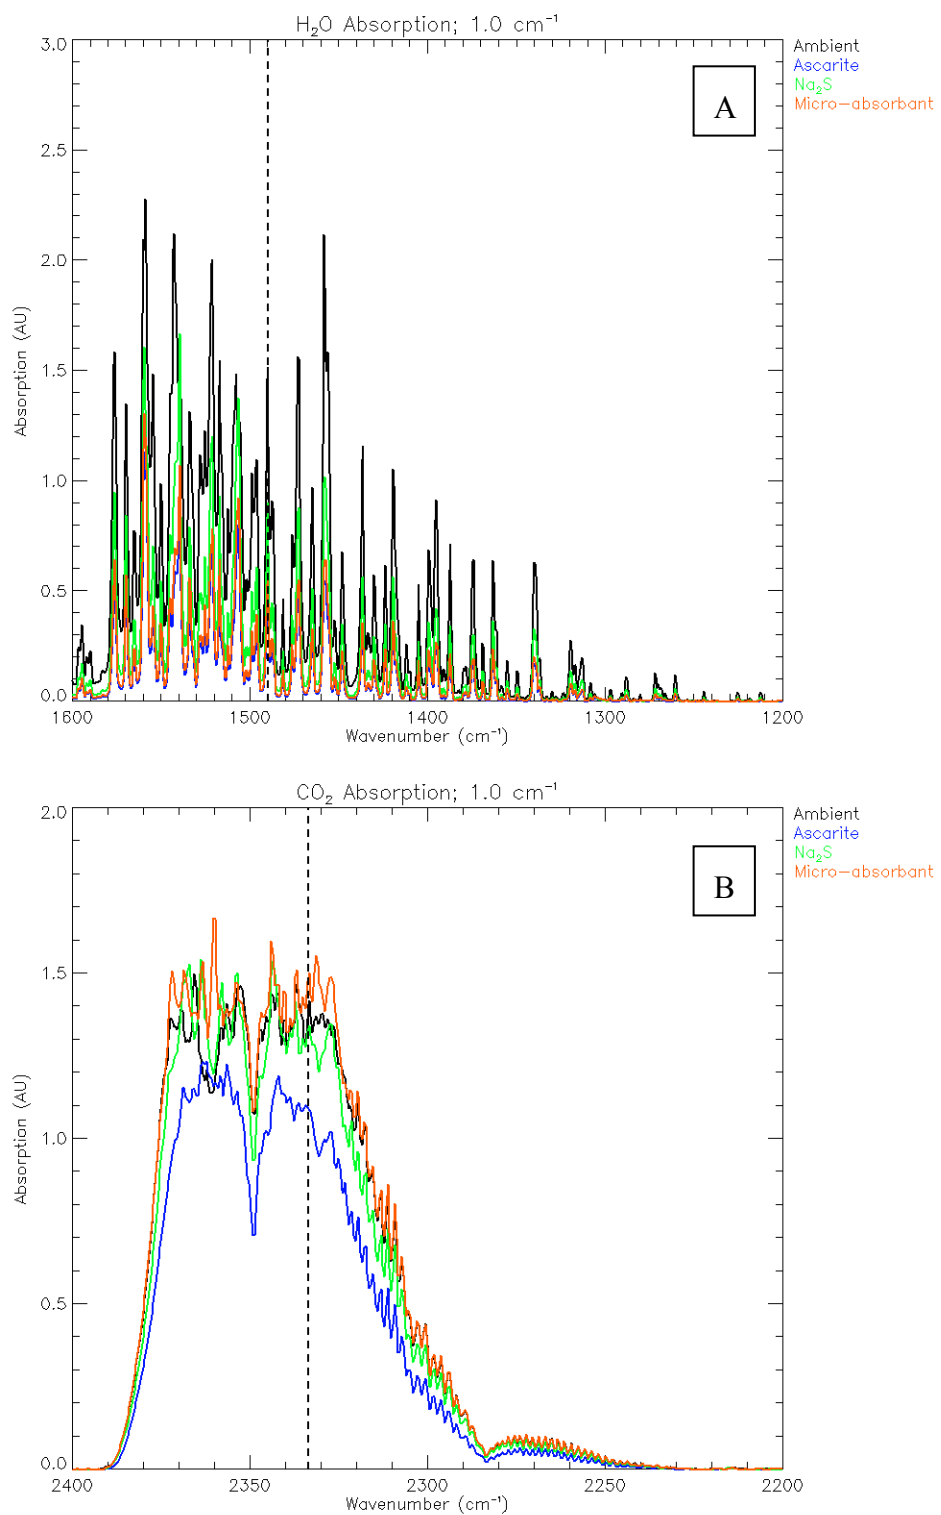 H₂O Absorption; 1.0 cm⁻¹
3.0
2.5
2.0
1.5
1.0
0.5
0.0
Absorption (AU)
1600 1500 1400 1300 1200
Wavenumber (cm⁻¹)
Ambient
Ascarite
Na₂S
Micro-absorbant
A
CO₂ Absorption; 1.0 cm⁻¹
2.0
1.5
1.0
0.5
0.0
Absorption (AU)
2400 2350 2300 2250 2200
Wavenumber (cm⁻¹)
Ambient
Ascarite
Na₂S
Micro-absorbant
B